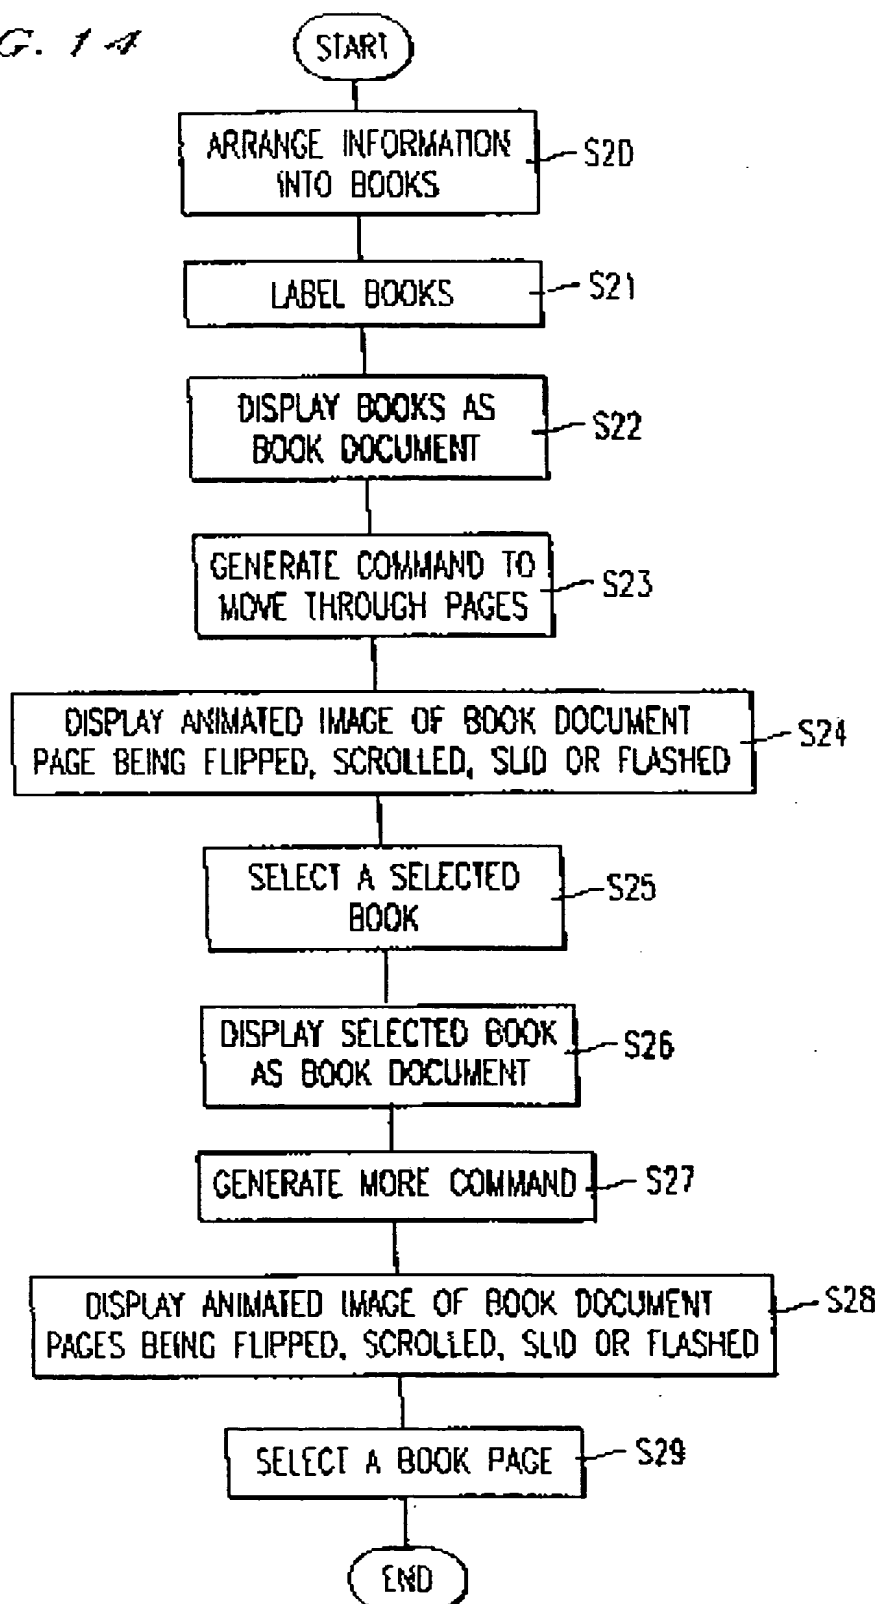 G. 14
START
ARRANGE INFORMATION
INTO BOOKS
S20
LABEL BOOKS
S21
DISPLAY BOOKS AS
BOOK DOCUMENT
S22
GENERATE COMMAND TO
MOVE THROUGH PAGES
S23
DISPLAY ANIMATED IMAGE OF BOOK DOCUMENT
PAGE BEING FLIPPED, SCROLLED, SLID OR FLASHED
S24
SELECT A SELECTED
BOOK
S25
DISPLAY SELECTED BOOK
AS BOOK DOCUMENT
S26
GENERATE MORE COMMAND
S27
DISPLAY ANIMATED IMAGE OF BOOK DOCUMENT
PAGES BEING FLIPPED, SCROLLED, SLID OR FLASHED
S28
SELECT A BOOK PAGE
S29
END